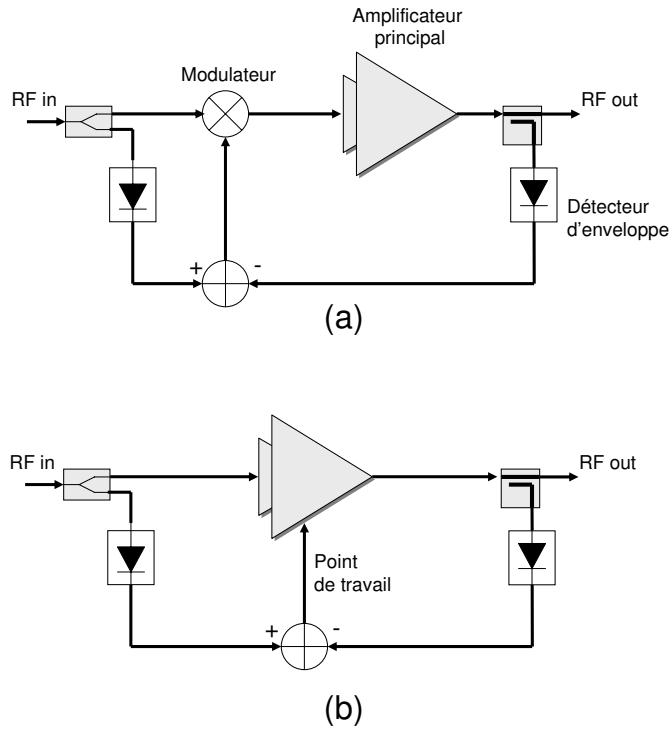 Amplificateur
principal
Modulateur
RF in
RF out
Détecteur
d'enveloppe
+
-
(a)
RF in
RF out
Point
de travail
+
-
(b)